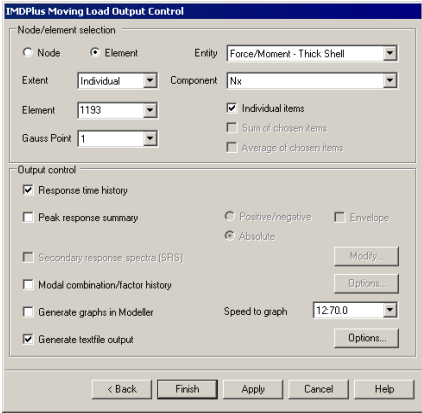 IMDPlus Moving Load Output Control
Node/element selection
Node Element Entity Force/Moment - Thick Shell
Extent Individual Component Nx
Element 1193 Individual items
Sum of chosen items
Gauss Point 1
Average of chosen items
Output control
Response time history
Peak response summary Positive/negative Envelope
Absolute
Secondary response spectra (SRS) Modify...
Modal combination/factor history Options...
Generate graphs in Modeller Speed to graph 12:70.0
Generate textfile output Options...
< Back Finish Apply Cancel Help